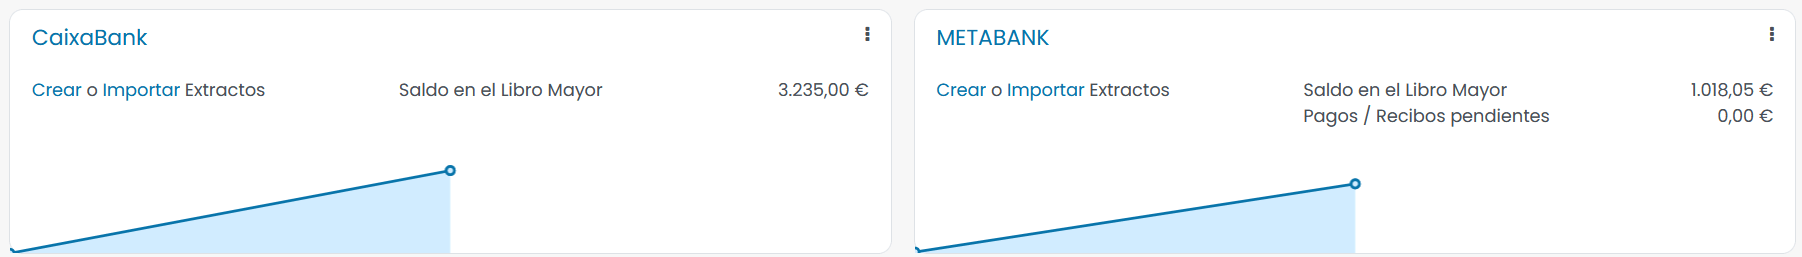 CaixaBank
Crear o Importar Extractos
Saldo en el Libro Mayor 3.235,00 €
METABANK
Crear o Importar Extractos
Saldo en el Libro Mayor 1.018,05 €
Pagos / Recibos pendientes 0,00 €